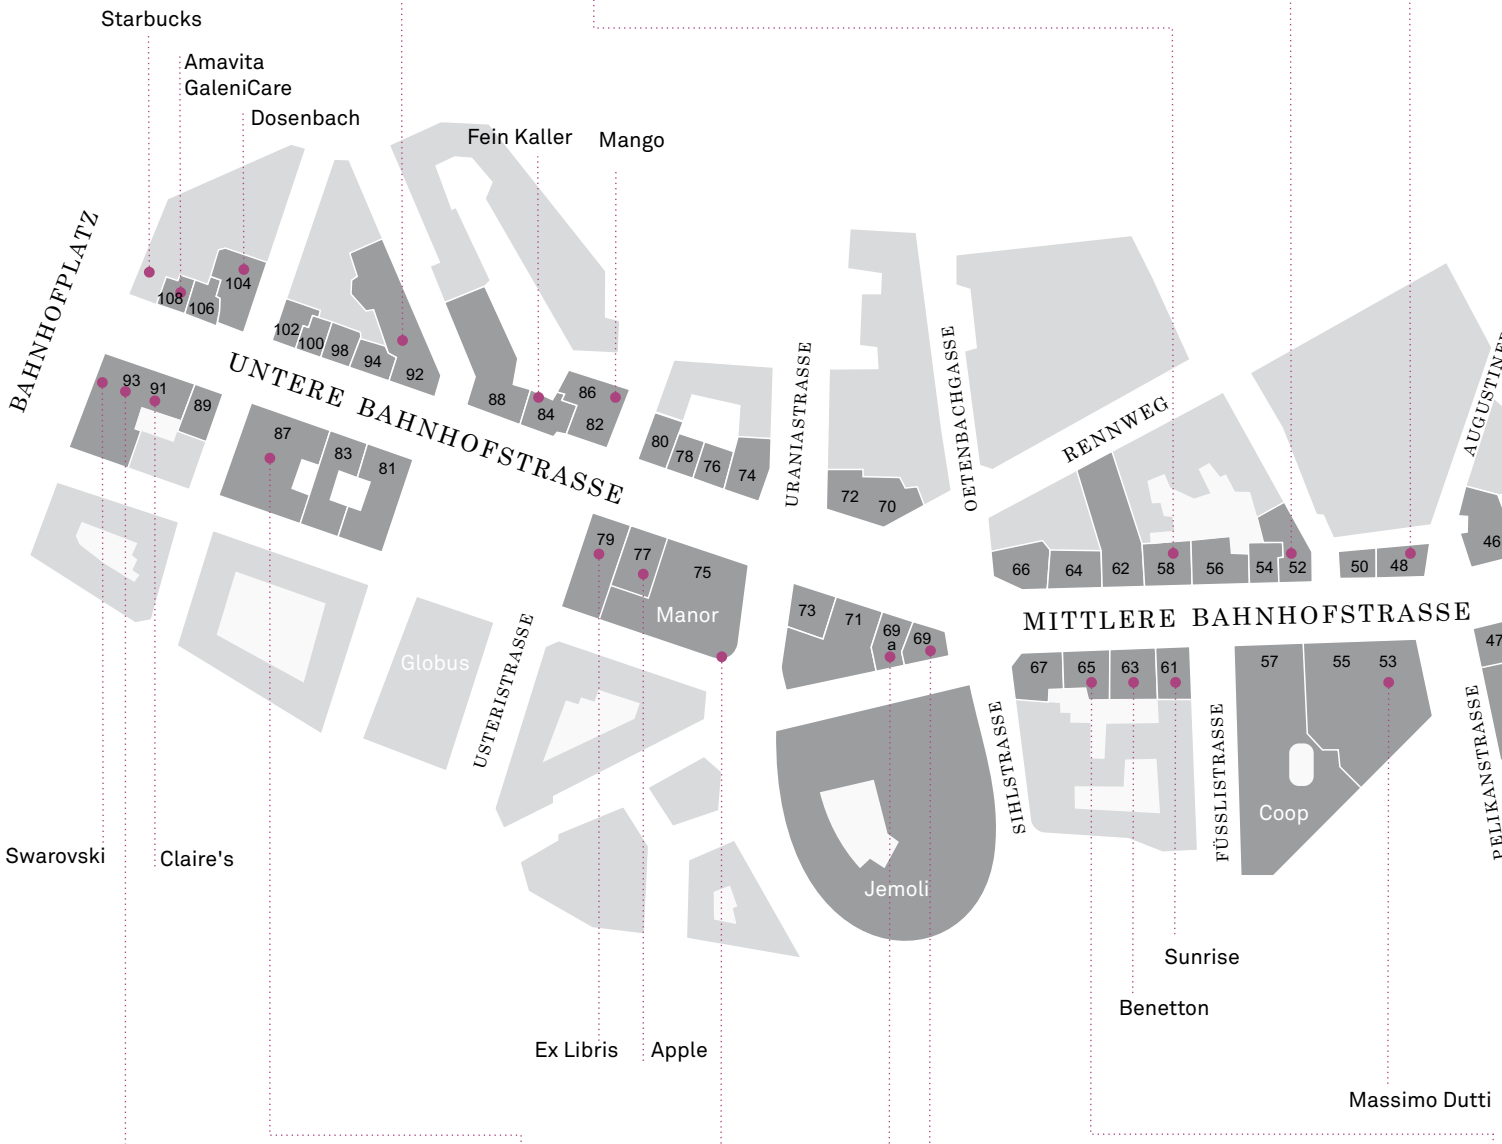 Starbucks
Amavita
GaleniCare
Dosenbach
Fein Kaller
Mango
BAHNHOFPLATZ
108
106
104
102
100
98
94
92
88
84
86
82
80
78
76
74
72
70
66
64
62
58
56
54
52
50
48
46
UNTERE BAHNHOFSTRASSE
URANIASTRASSE
OETENBACHGASSE
RENNWEG
AUGUSTINER
MITTLERE BAHNHOFSTRASSE
93
91
89
87
83
81
79
77
75
Manor
73
71
69
a
69
67
65
63
61
57
55
53
47
Globus
USTERISTRASSE
SIHLSTRASSE
FÜSSLISTRASSE
PELIKANSTRASSE
Coop
Jemoli
Swarovski
Claire's
Sunrise
Benetton
Ex Libris
Apple
Massimo Dutti